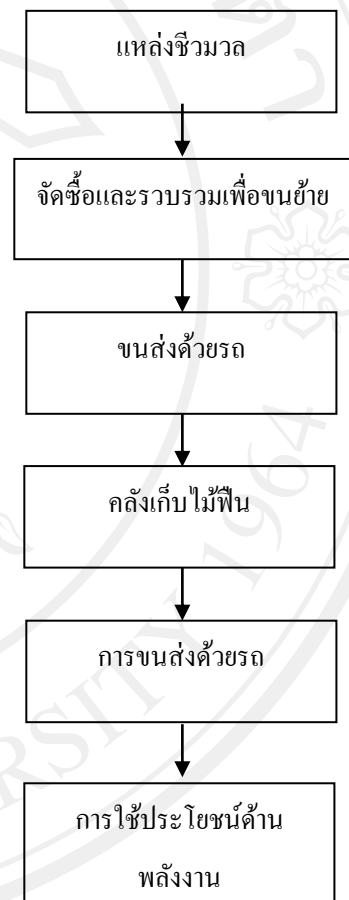 แหล่งชีวมวล
จัดซื้อและรวบรวมเพื่อขนย้าย
ขนส่งด้วยรถ
คลังเก็บไม้ฟืน
การขนส่งด้วยรถ
การใช้ประโยชน์ด้าน
พลังงาน
ERSITY 1964